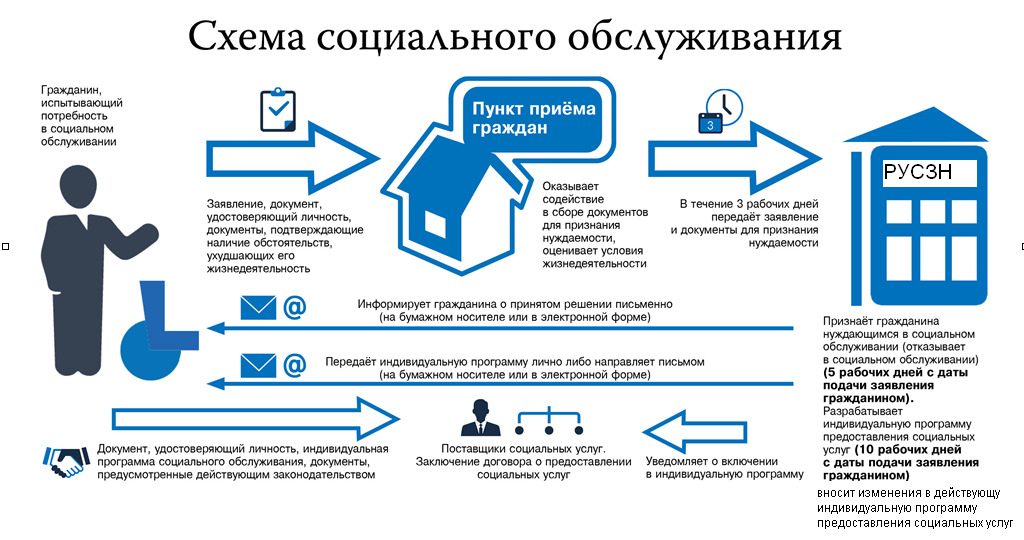 Схема социального обслуживания
Гражданин,
испытывающий
потребность
в социальном
обслуживании
Заявление, документ,
удостоверяющий личность,
документы, подтверждающие
наличие обстоятельств,
ухудшающих его
жизнедеятельность
Пункт приёма
граждан
Оказывает
содействие
в сборе документов
для признания
нуждаемости,
оценивает условия
жизнедеятельности
3
В течение 3 рабочих дней
передаёт заявление
и документы для признания
нуждаемости
РУСЗН
@
Информирует гражданина о принятом решении письменно
(на бумажном носителе или в электронной форме)
@
Передаёт индивидуальную программу лично либо направляет письмом
(на бумажном носителе или в электронной форме)
Признаёт гражданина
нуждающимся в социальном
обслуживании (отказывает
в социальном обслуживании)
(5 рабочих дней с даты
подачи заявления
гражданином).
Разрабатывает
индивидуальную программу
предоставления социальных
услуг (10 рабочих дней
с даты подачи заявления
гражданином)
вносит изменения в действующу
индивидуальную программу
предоставления социальных услуг
Документ, удостоверяющий личность, индивидуальная
программа социального обслуживания, документы,
предусмотренные действующим законодательством
Поставщики социальных услуг.
Заключение договора о предоставлении
социальных услуг
Уведомляет о включении
в индивидуальную программу